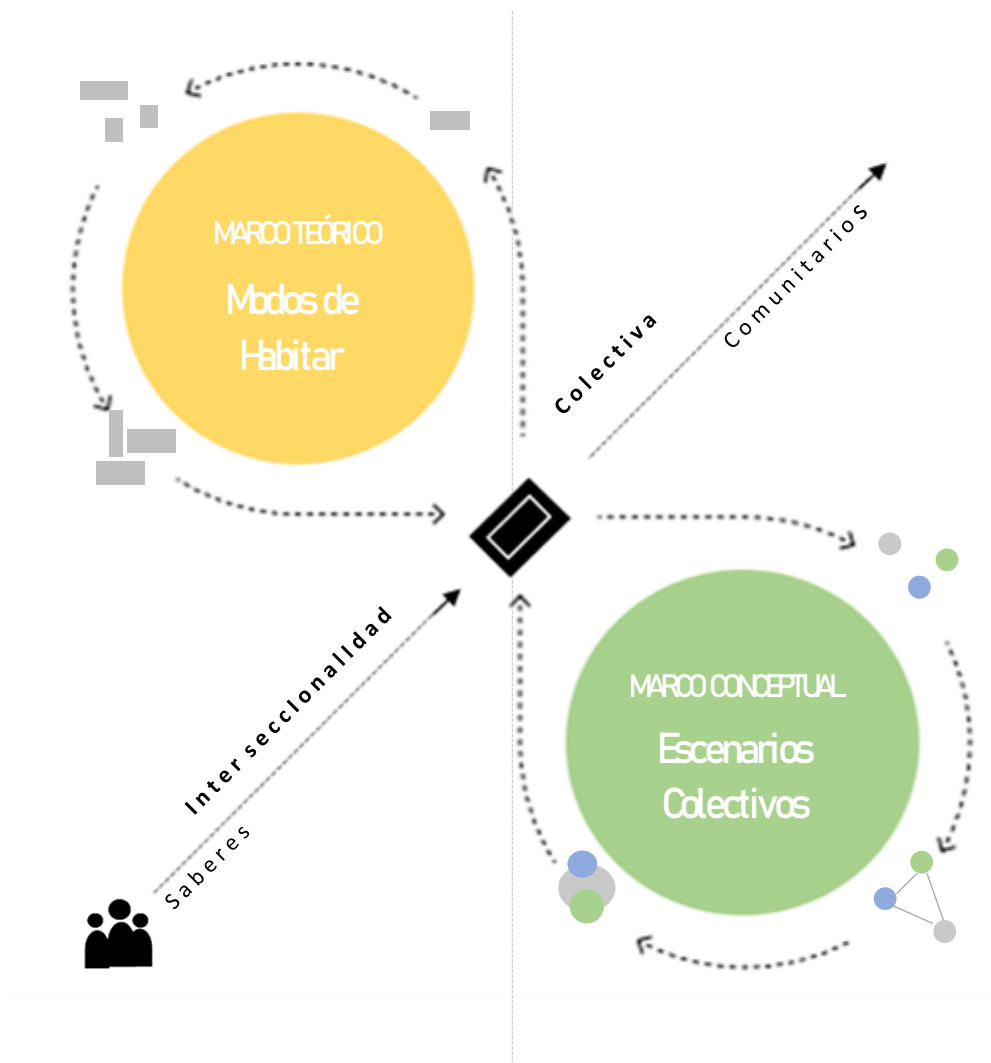 MARCO TEÓRICO
Modos de
Habitar
Colectiva
Comunitarios
InterseccIonalIdad
Saberes
MARCO CONCEPTUAL
Escenarios
Colectivos